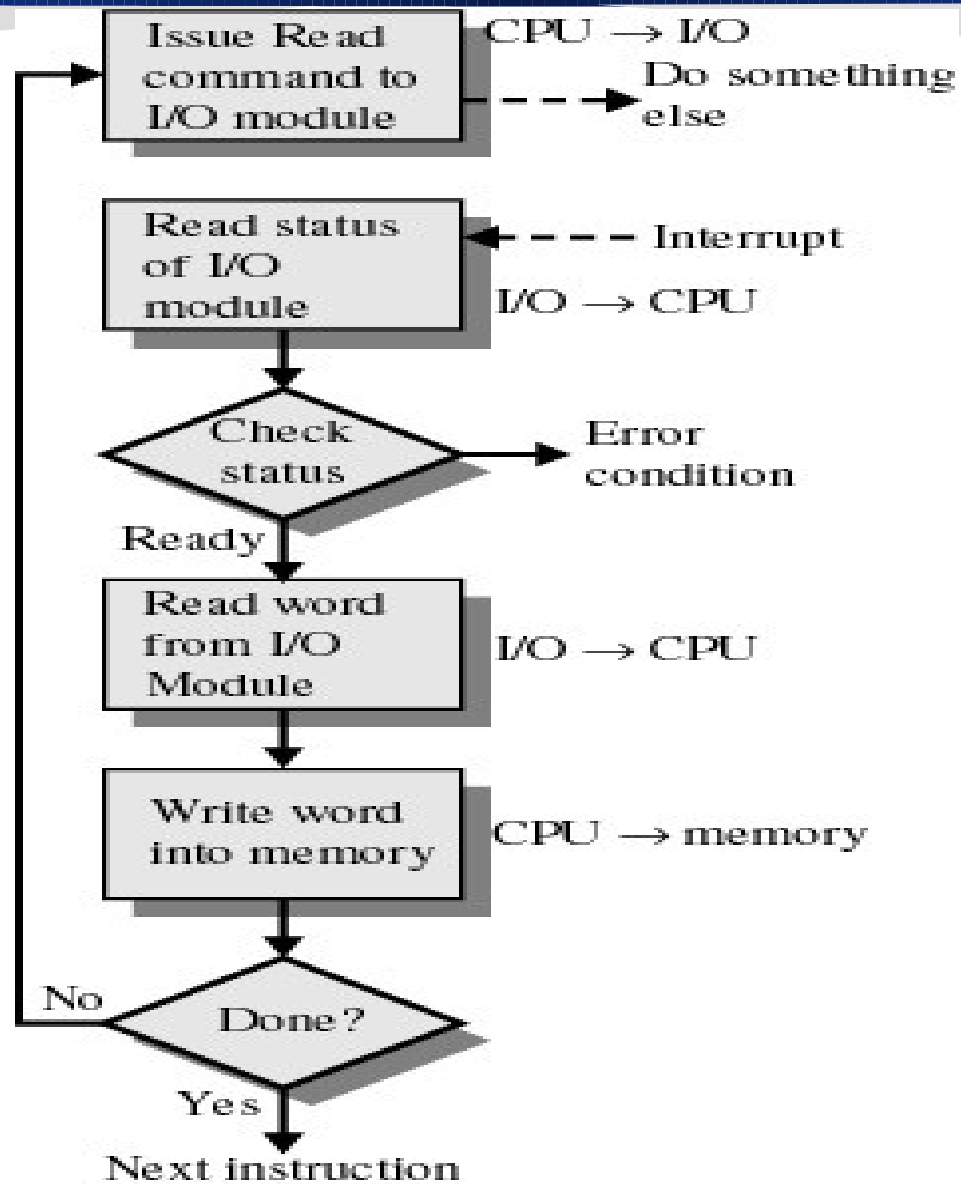 Issue Read
command to
I/O module
CPU → I/O
Do something
else
Read status
of I/O
module
Interrupt
I/O → CPU
Check
status
Error
condition
Ready
Read word
from I/O
Module
I/O → CPU
Write word
into memory
CPU → memory
No
Done?
Yes
Next instruction